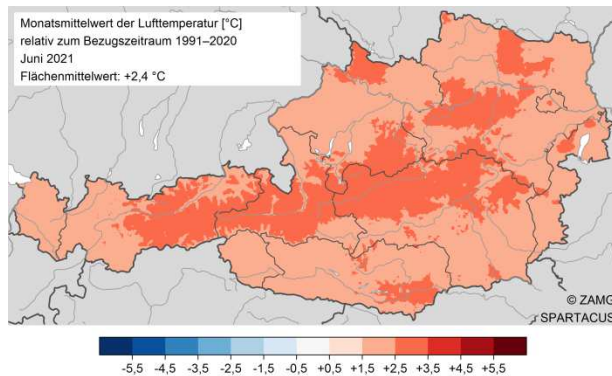 Monatsmittelwert der Lufttemperatur [°C]
relativ zum Bezugszeitraum 1991–2020
Juni 2021
Flächenmittelwert: +2,4 °C
© ZAMG
SPARTACUS
-5,5 -4,5 -3,5 -2,5 -1,5 -0,5 +0,5 +1,5 +2,5 +3,5 +4,5 +5,5